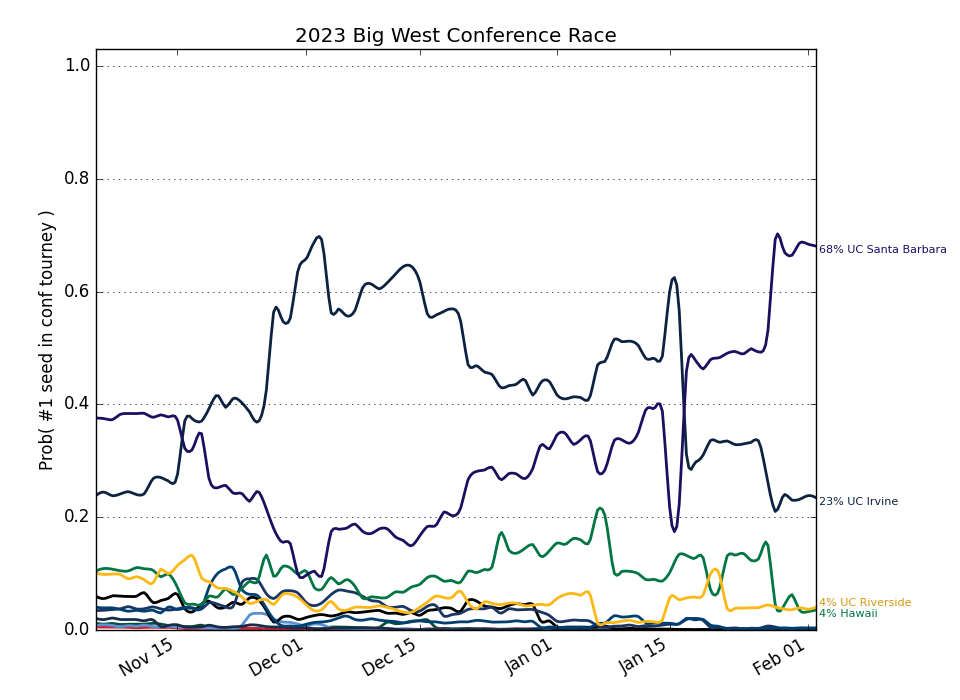 2023 Big West Conference Race
Prob( #1 seed in conf tourney )
1.0
0.8
0.6
0.4
0.2
0.0
68% UC Santa Barbara
23% UC Irvine
4% UC Riverside
4% Hawaii
Nov 15
Dec 01
Dec 15
Jan 01
Jan 15
Feb 01